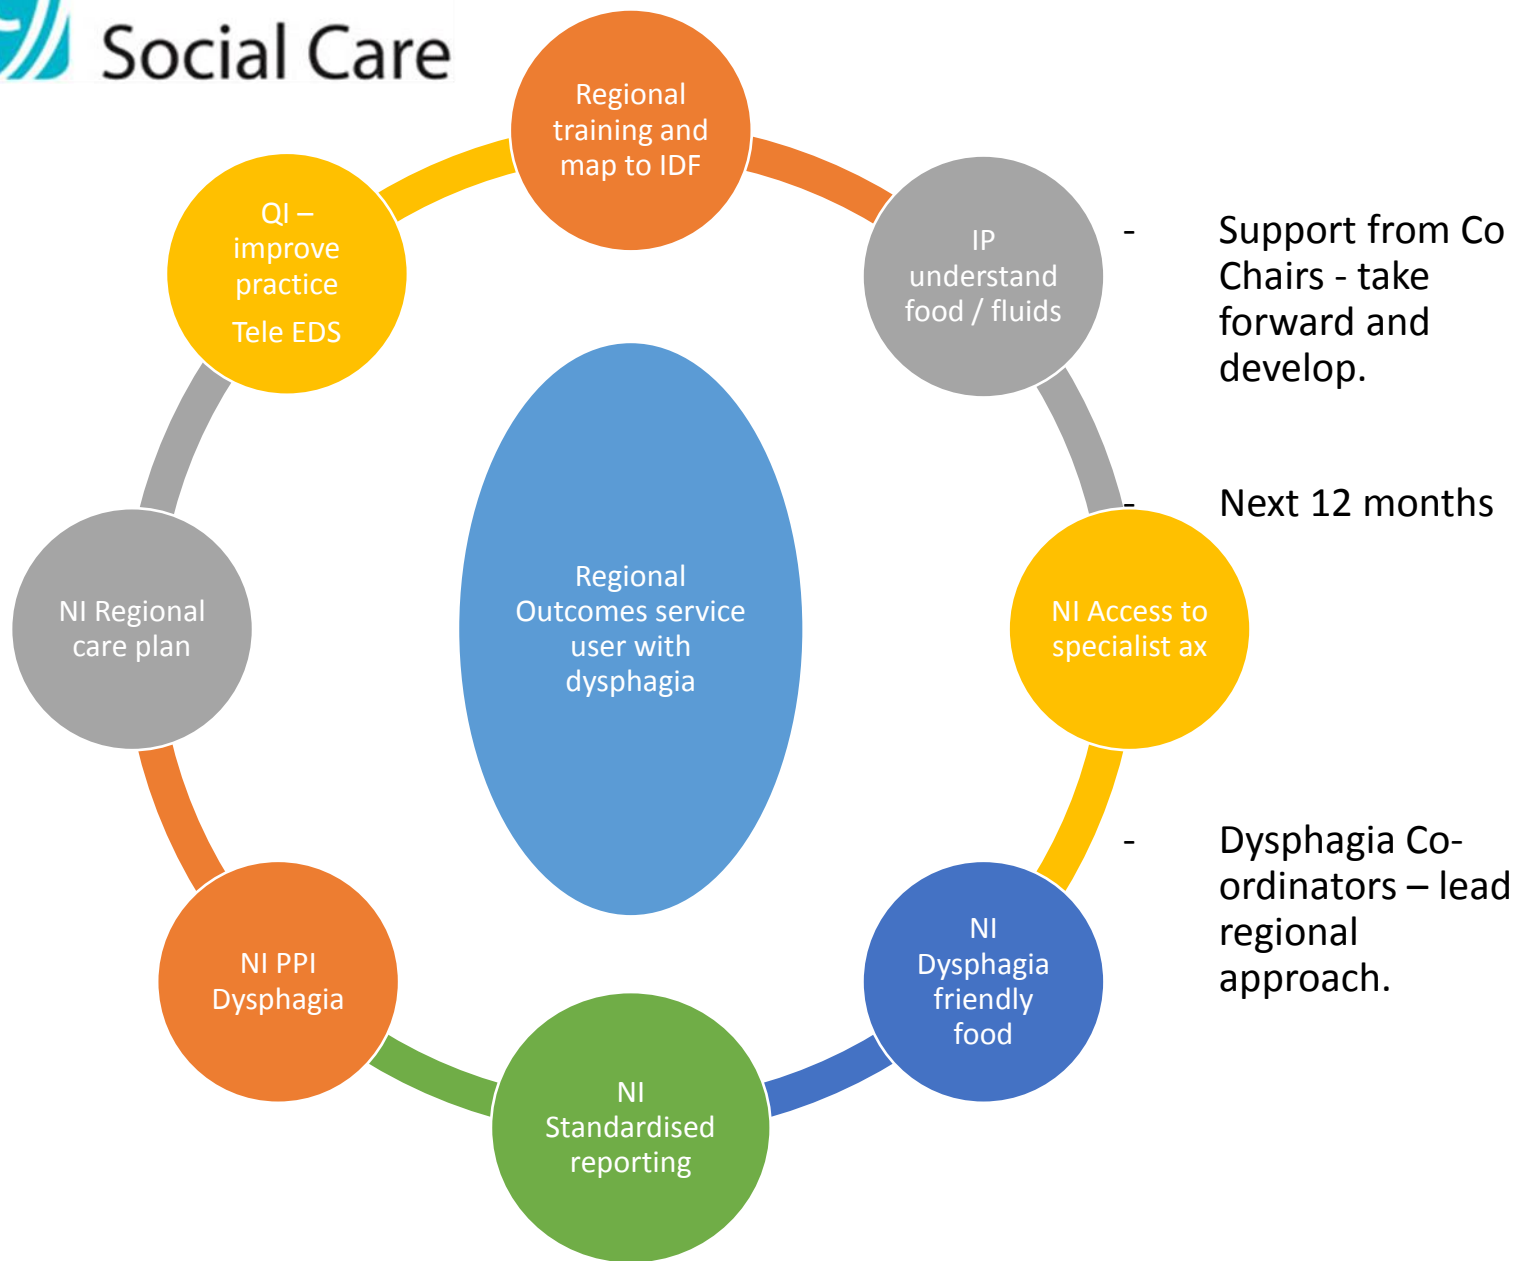 Social Care
Regional
training and
map to IDF
QI –
improve
practice
Tele EDS
IP
understand
food / fluids
- Support from Co
Chairs - take
forward and
develop.
- Next 12 months
Regional
Outcomes service
user with
dysphagia
NI Regional
care plan
NI Access to
specialist ax
- Dysphagia Co-
ordinators – lead
regional
approach.
NI PPI
Dysphagia
NI
Dysphagia
friendly
food
NI
Standardised
reporting